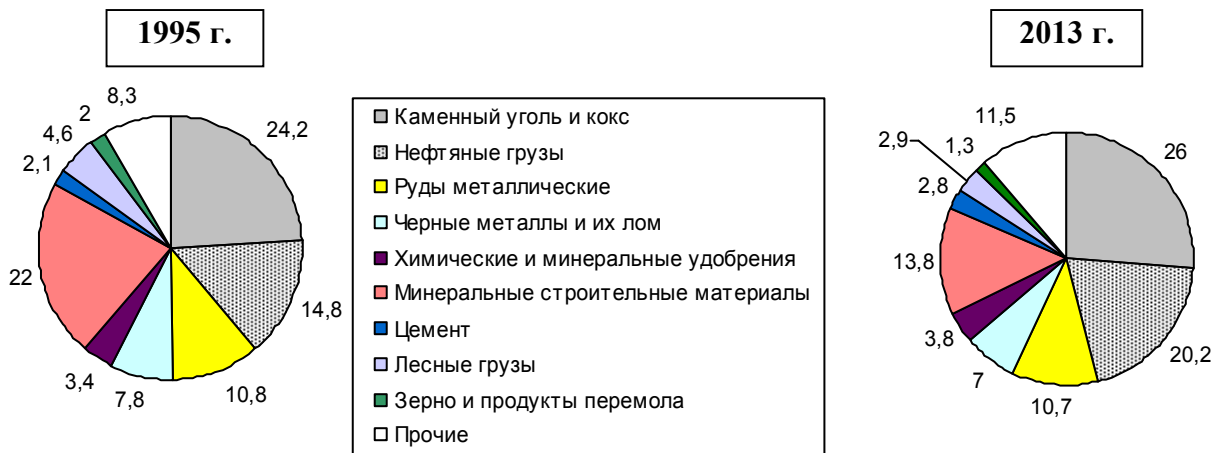 1995 г.
2013 г.
8,3
2
4,6
2,1
22
3,4
7,8
10,8
14,8
24,2
Каменный уголь и кокс
Нефтяные грузы
Руды металлические
Черные металлы и их лом
Химические и минеральные удобрения
Минеральные строительные материалы
Цемент
Лесные грузы
Зерно и продукты перемола
Прочие
11,5
1,3
2,9
2,8
13,8
3,8
7
10,7
20,2
26